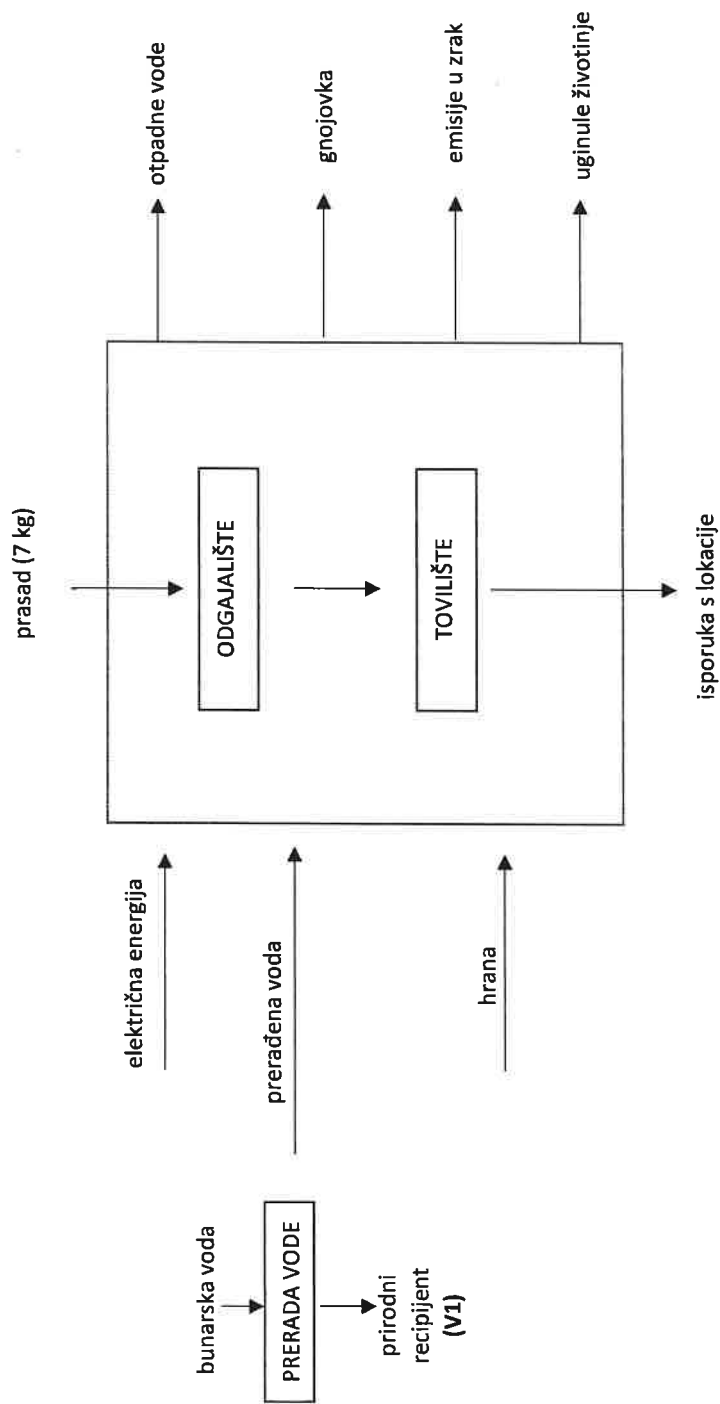 prasad (7 kg)
električna energija
prerađena voda
hrana
bunarska voda
PRERADA VODE
prirodni
recipijent
(V1)
ODGAJALIŠTE
TOVILIŠTE
isporuka s lokacije
otpadne vode
gnojovka
emisije u zrak
uginule životinje